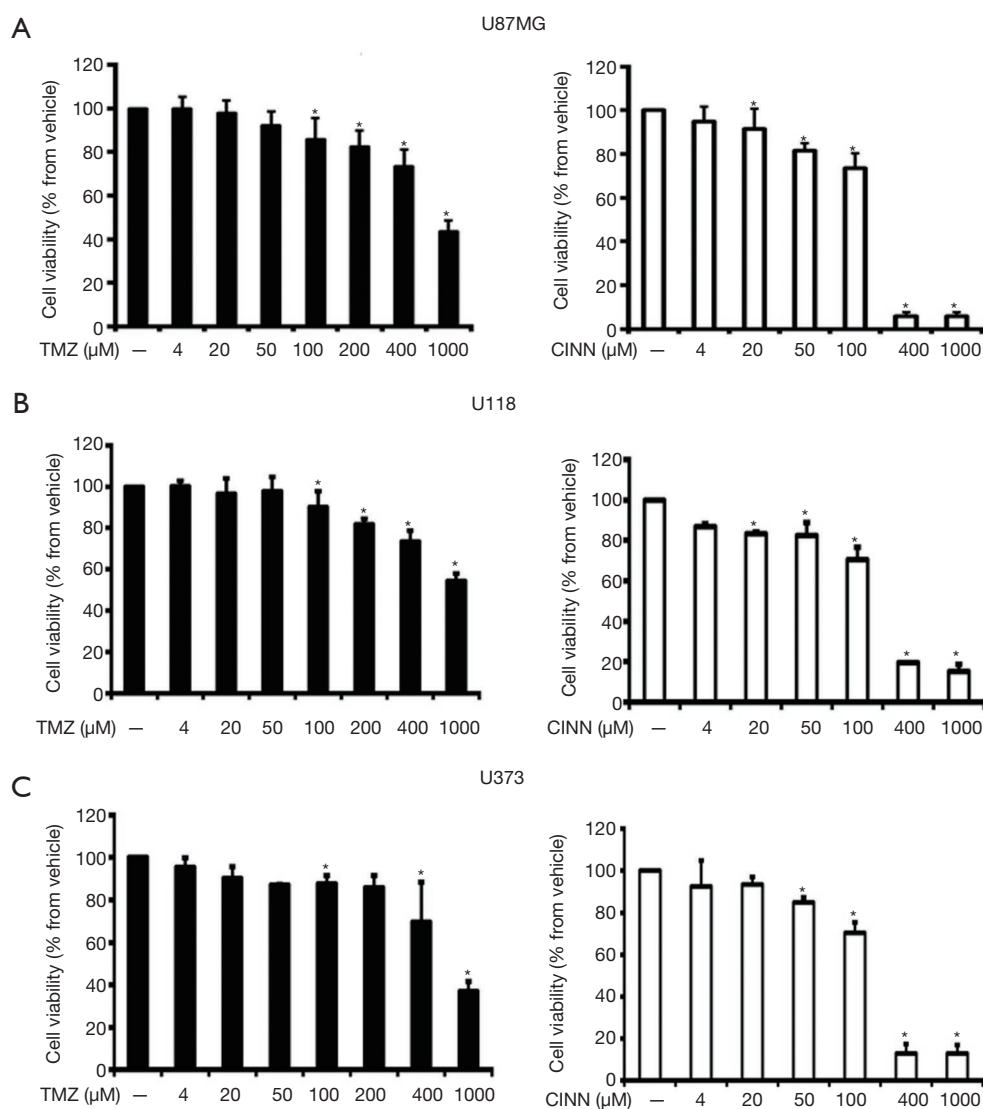 A
U87MG
Cell viability (% from vehicle)
120
100
80
60
40
20
0
* * * *
TMZ (µM) — 4 20 50 100 200 400 1000
Cell viability (% from vehicle)
120
100
80
60
40
20
0
* * * * *
CINN (µM) — 4 20 50 100 400 1000
B
U118
Cell viability (% from vehicle)
120
100
80
60
40
20
0
* * * *
TMZ (µM) — 4 20 50 100 200 400 1000
Cell viability (% from vehicle)
120
100
80
60
40
20
0
* * * * *
CINN (µM) — 4 20 50 100 400 1000
C
U373
Cell viability (% from vehicle)
120
100
80
60
40
20
0
* * *
TMZ (µM) — 4 20 50 100 200 400 1000
Cell viability (% from vehicle)
120
100
80
60
40
20
0
* * * *
CINN (µM) — 4 20 50 100 400 1000